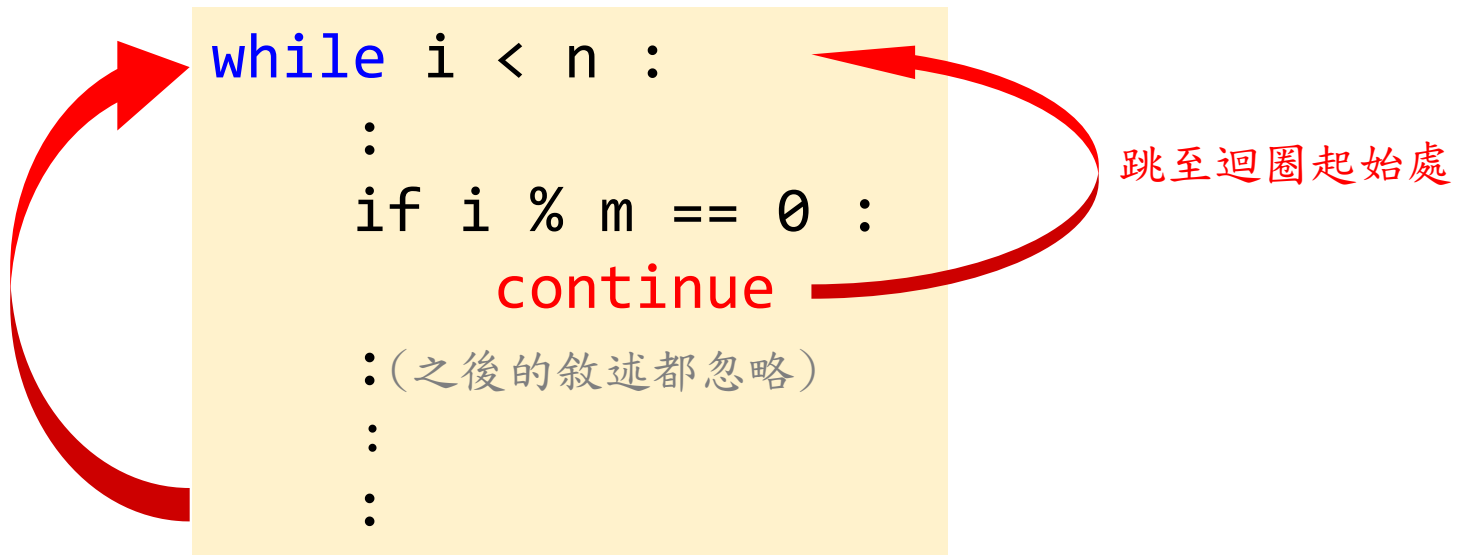 while i < n :
:
跳至迴圈起始處
if i % m == 0 :
continue
:(之後的敘述都忽略)
:
: